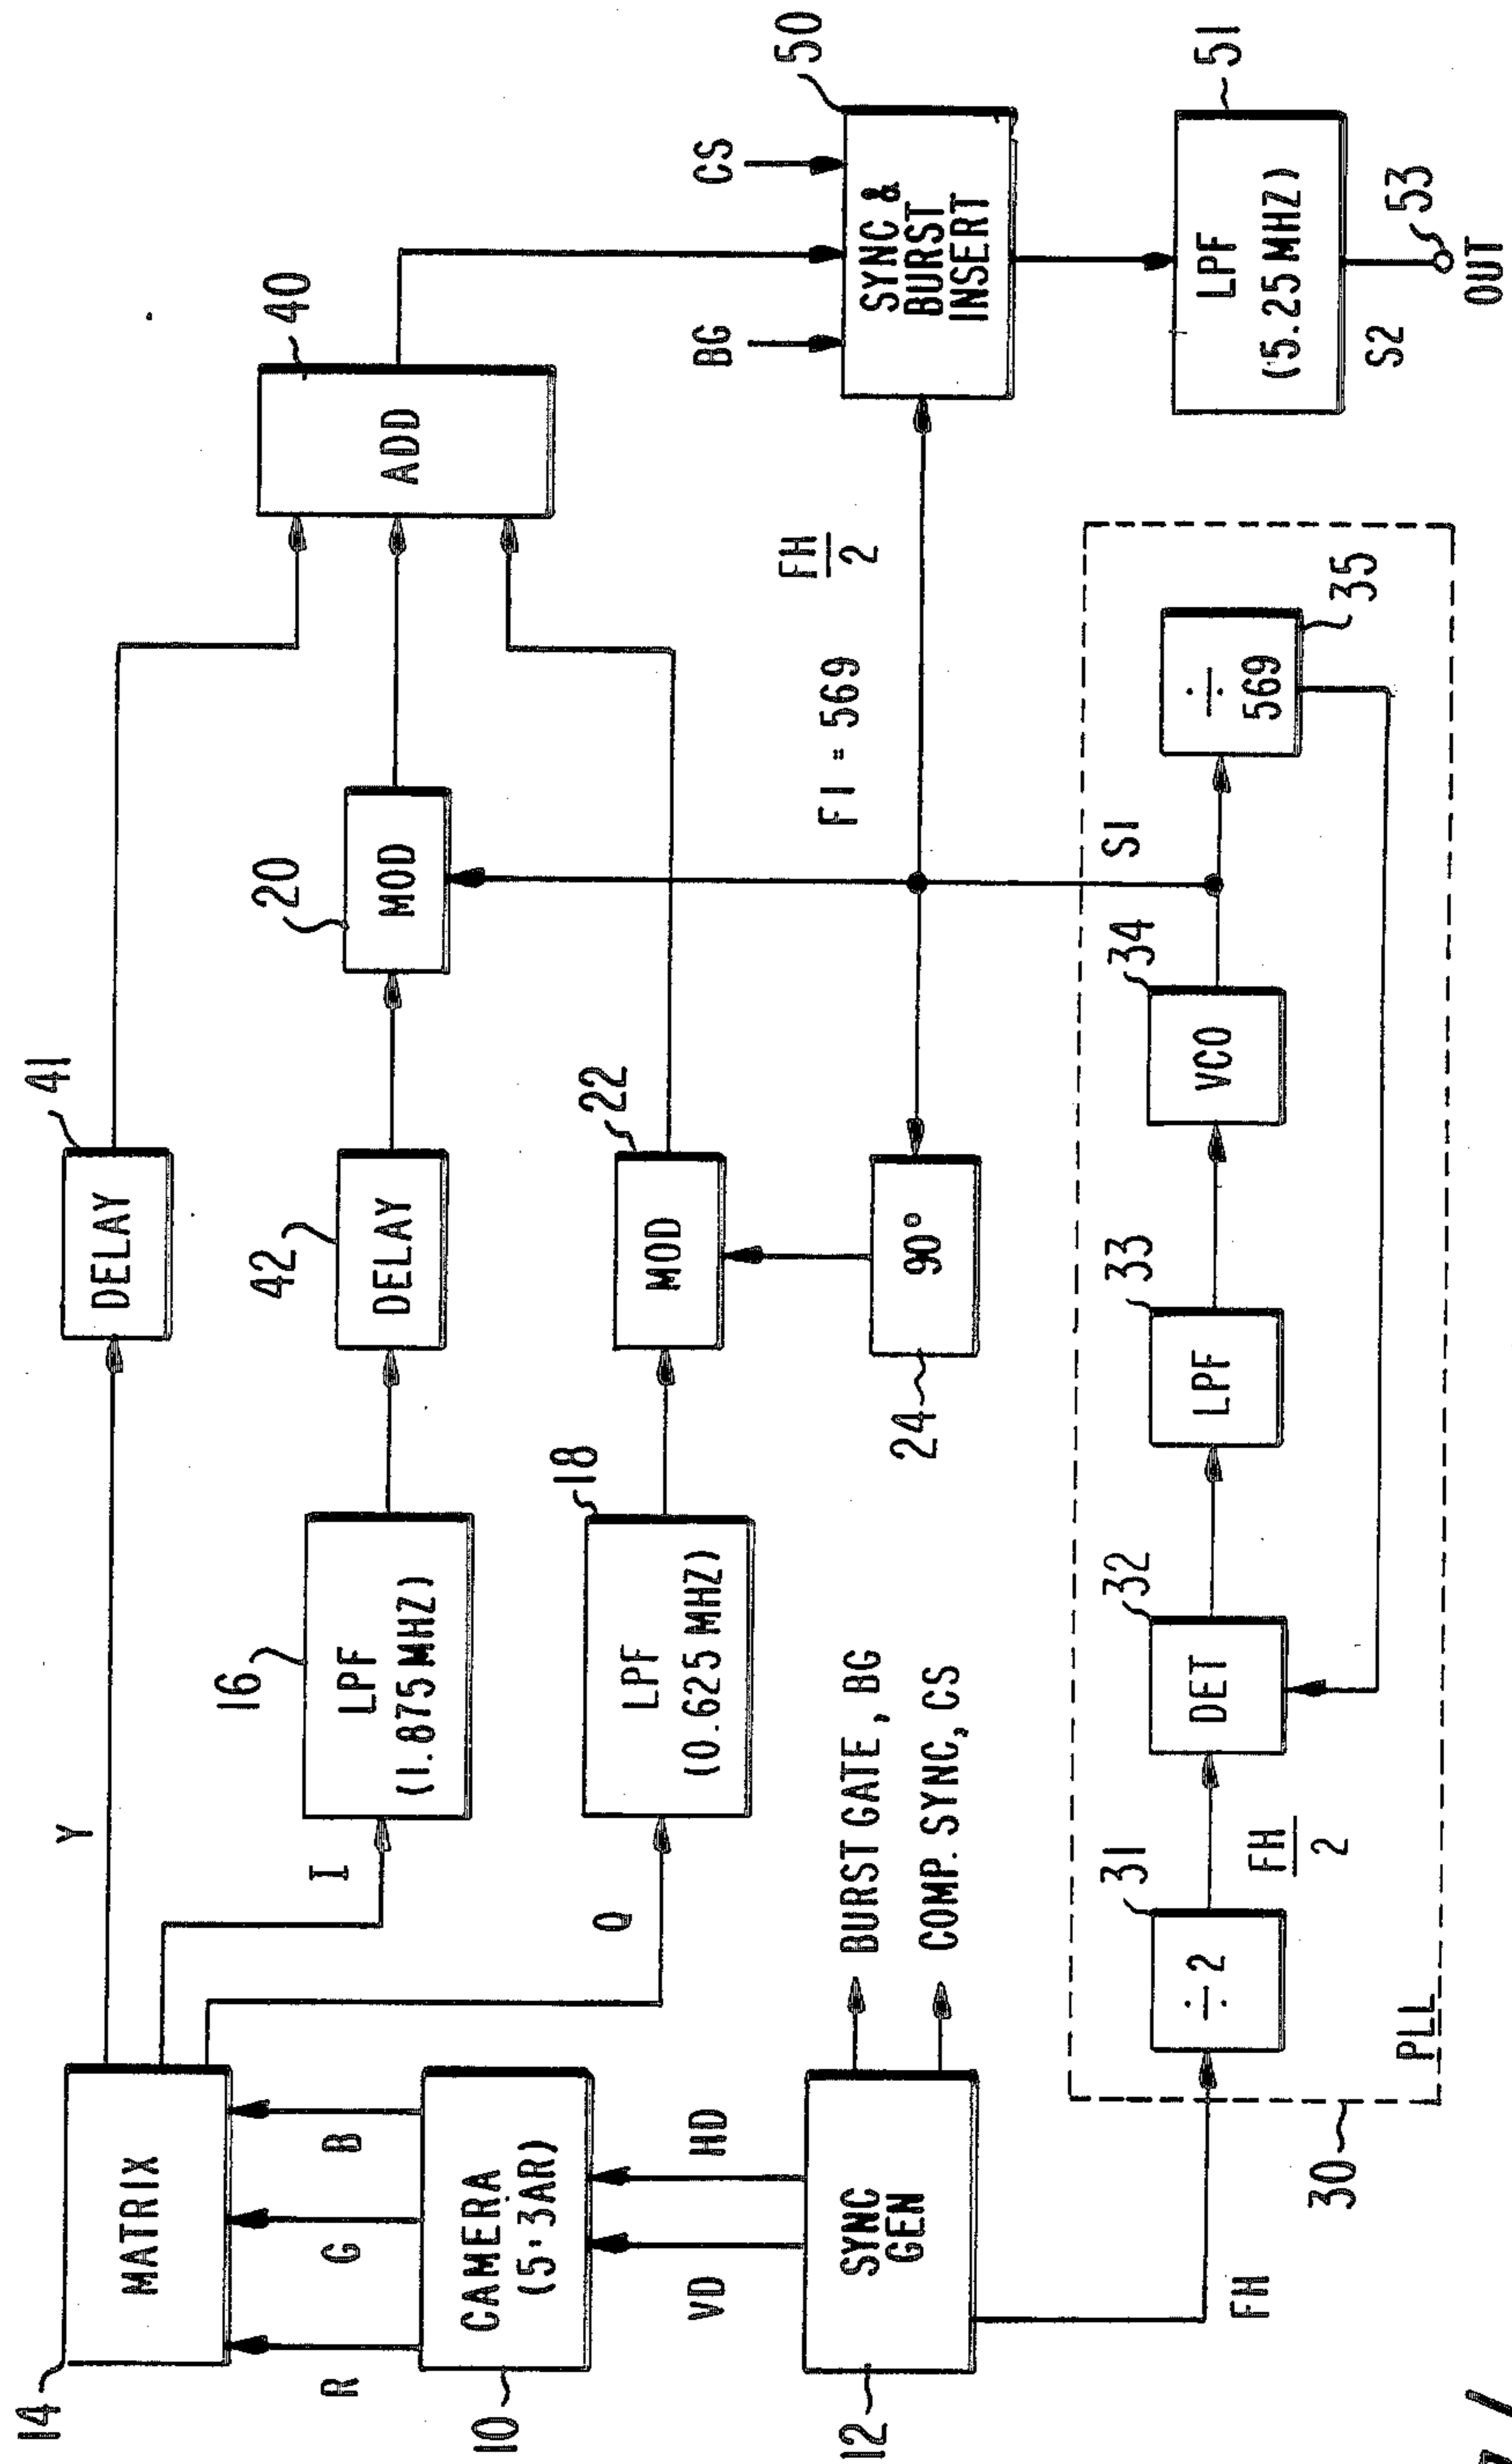 14
MATRIX
R
G
B
10
CAMERA
(5:3AR)
VD
HD
12
SYNC
GEN
FH
BURST GATE, BG
COMP. SYNC, CS
Y
I
Q
16
LPF
(1.875 MHZ)
18
LPF
(0.625 MHZ)
41
DELAY
42
DELAY
20
MOD
22
MOD
24
90°
40
ADD
F1 = 569 FH/2
BG
CS
50
SYNC &
BURST
INSERT
51
LPF
(5.25 MHZ)
S2
53
OUT
30
PLL
31
÷ 2
FH/2
32
DET
33
LPF
34
VCO
S1
35
÷
569